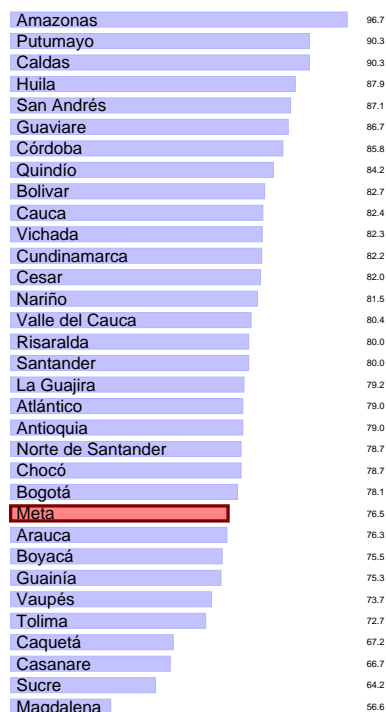 Amazonas 96.7
Putumayo 90.3
Caldas 90.3
Huila 87.9
San Andrés 87.1
Guaviare 86.7
Córdoba 85.8
Quindío 84.2
Bolivar 82.7
Cauca 82.4
Vichada 82.3
Cundinamarca 82.2
Cesar 82.0
Nariño 81.5
Valle del Cauca 80.4
Risaralda 80.0
Santander 80.0
La Guajira 79.2
Atlántico 79.0
Antioquia 79.0
Norte de Santander 78.7
Chocó 78.7
Bogotá 78.1
Meta 76.5
Arauca 76.3
Boyacá 75.5
Guainía 75.3
Vaupés 73.7
Tolima 72.7
Caquetá 67.2
Casanare 66.7
Sucre 64.2
Magdalena 56.6